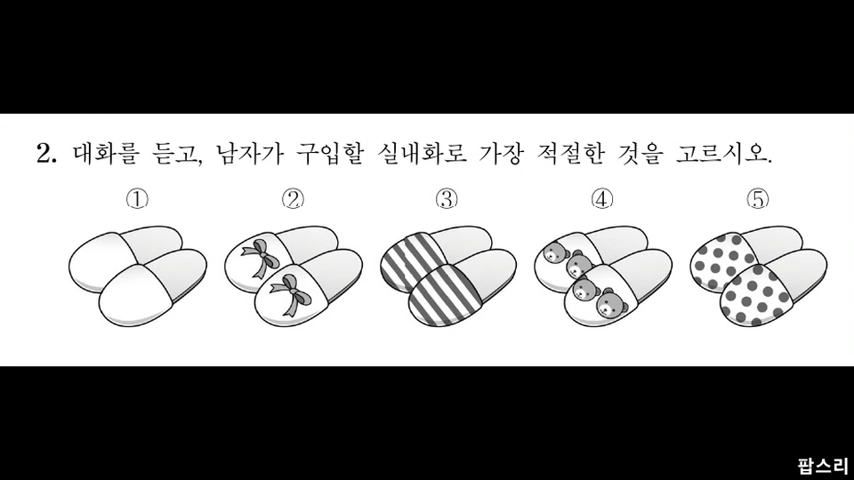 2. 대화를 듣고, 남자가 구입할 실내화로 가장 적절한 것을 고르시오.
① ② ③ ④ ⑤
팝스리